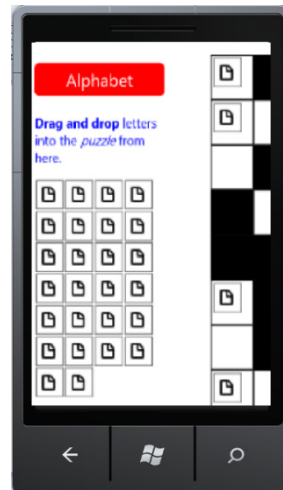 Alphabet
Drag and drop letters
into the puzzle from
here.